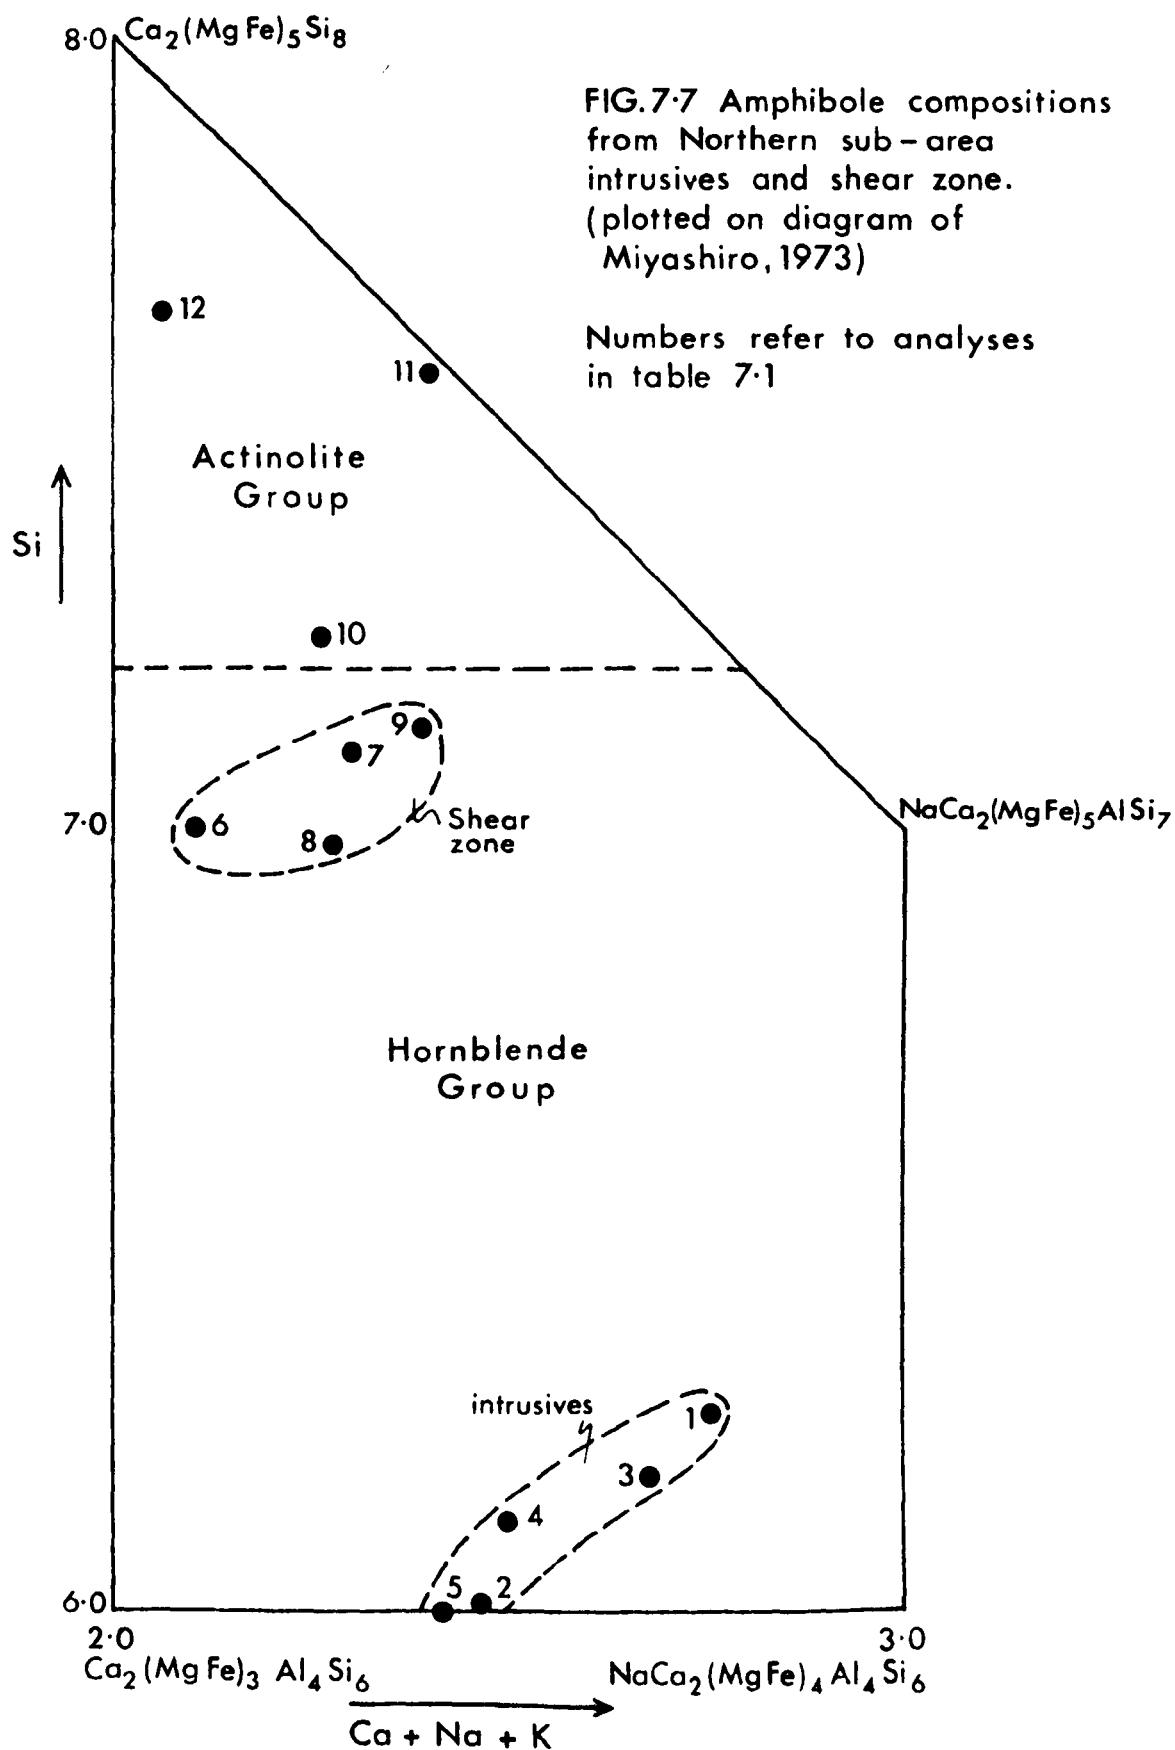 8·0 Ca₂(MgFe)₅Si₈
FIG.7·7 Amphibole compositions
from Northern sub-area
intrusives and shear zone.
(plotted on diagram of
Miyashiro, 1973)
Numbers refer to analyses
in table 7·1
12
11
Actinolite
Group
Si
10
9
7
6
8
Shear
zone
7·0
NaCa₂(MgFe)₅AlSi₇
Hornblende
Group
intrusives
1
3
4
5
2
6·0
2·0
3·0
Ca₂(MgFe)₃ Al₄Si₆
NaCa₂(MgFe)₄Al₄Si₆
Ca + Na + K